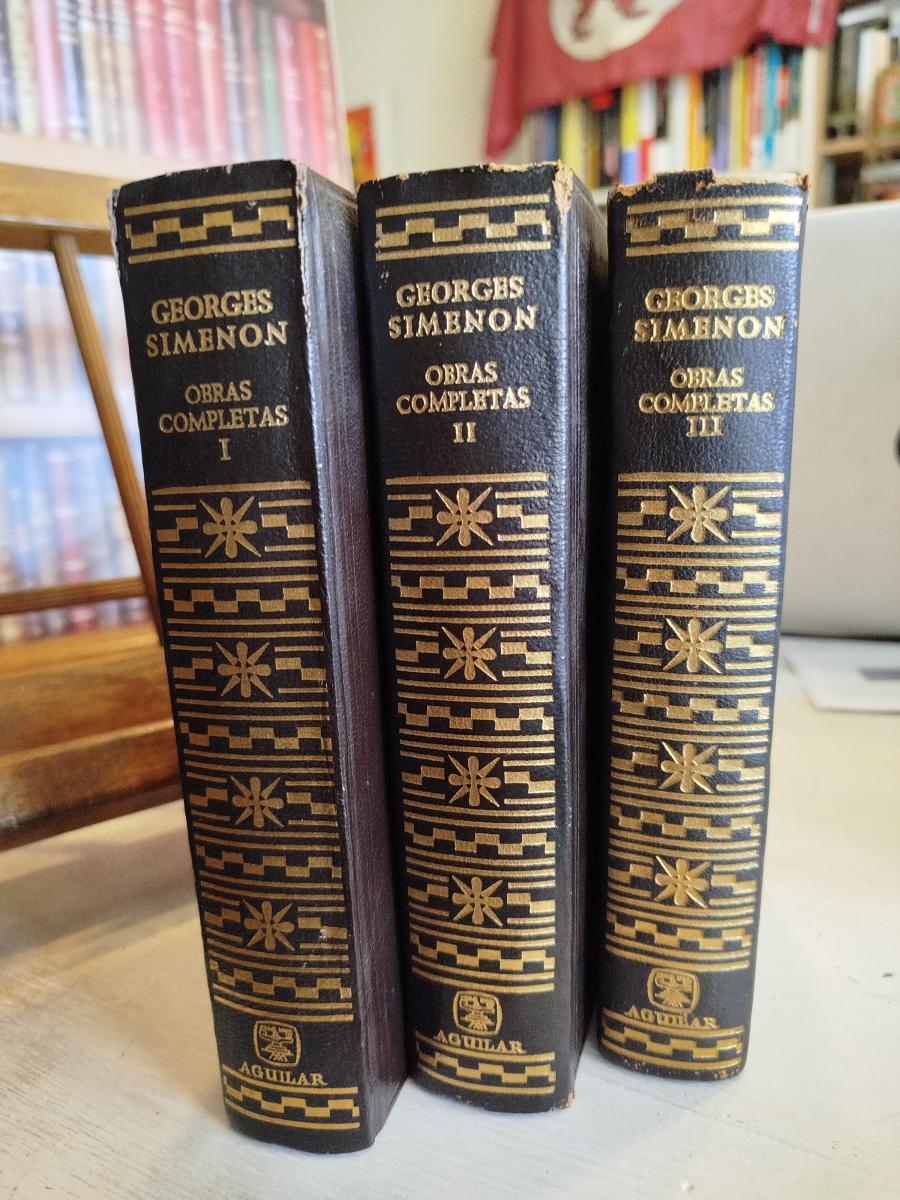 GEORGES
SIMENON
OBRAS
COMPLETAS
I
AGUILAR
GEORGES
SIMENON
OBRAS
COMPLETAS
II
AGUILAR
GEORGES
SIMENON
OBRAS
COMPLETAS
III
AGUILAR